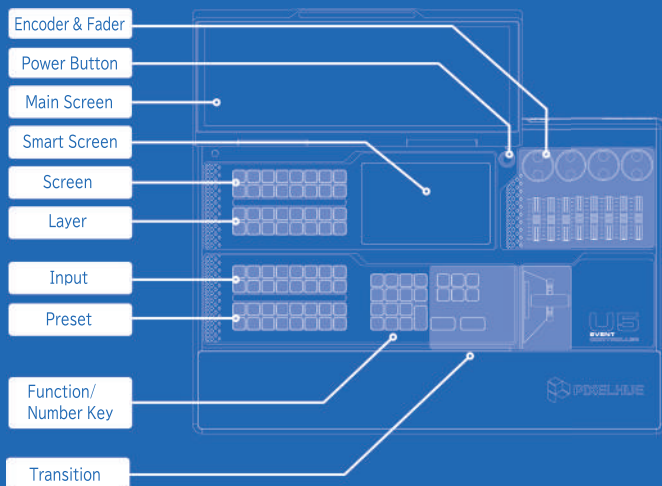 Encoder & Fader
Power Button
Main Screen
Smart Screen
Screen
Layer
Input
Preset
Function/
Number Key
Transition
U5
EVENT
CONTROLLER
PIXELHUE